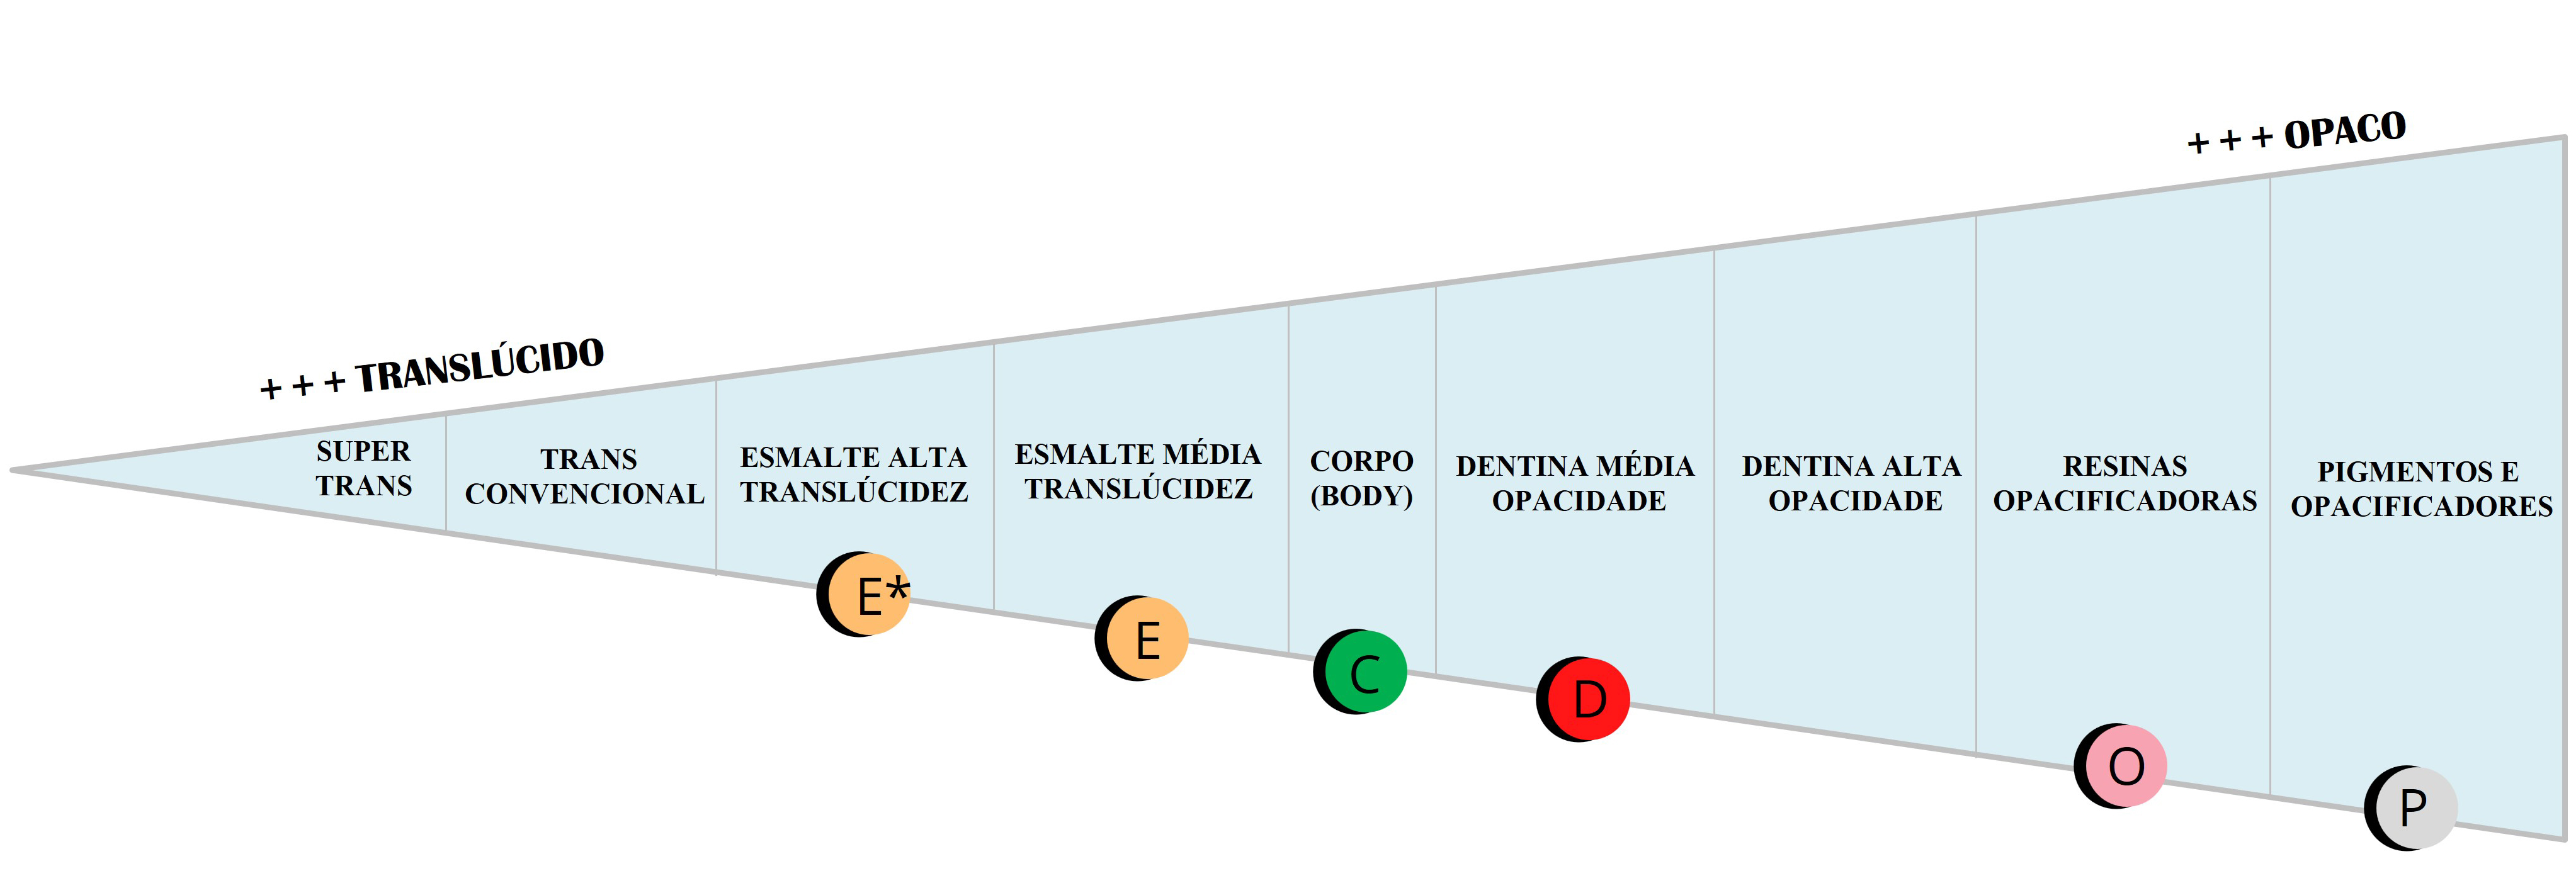 + + + OPACO
+ + + TRANSLÚCIDO
SUPER
TRANS
TRANS
CONVENCIONAL
ESMALTE ALTA
TRANSLÚCIDEZ
ESMALTE MÉDIA
TRANSLÚCIDEZ
CORPO
(BODY)
DENTINA MÉDIA
OPACIDADE
DENTINA ALTA
OPACIDADE
RESINAS
OPACIFICADORAS
PIGMENTOS E
OPACIFICADORES
E*
E
C
D
O
P